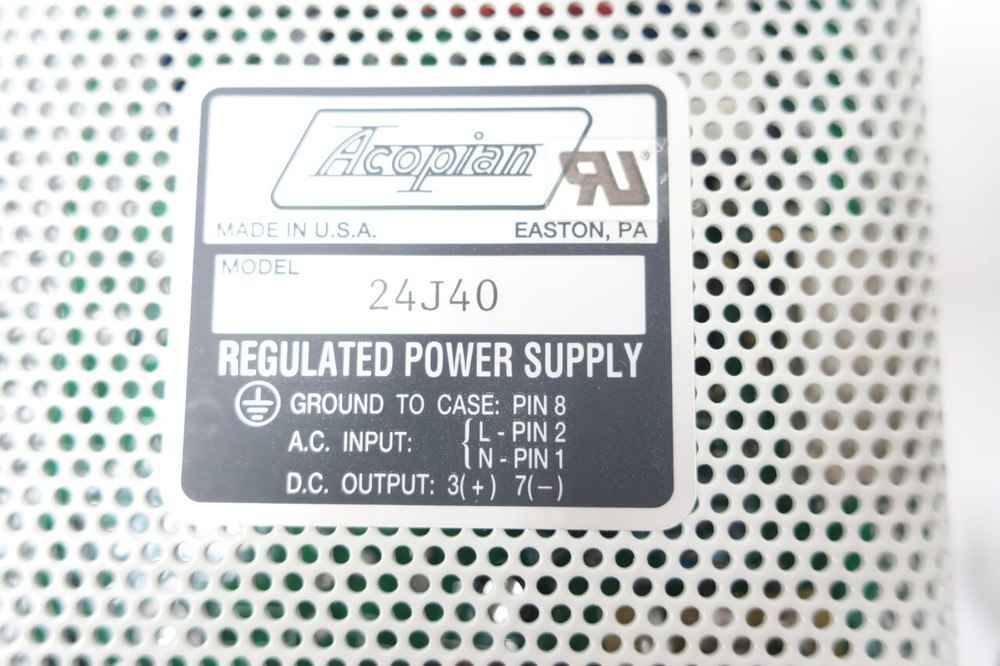 Acopian
RU®
MADE IN U.S.A. EASTON, PA
MODEL
24J40
REGULATED POWER SUPPLY
GROUND TO CASE: PIN 8
A.C. INPUT: { L - PIN 2
N - PIN 1
D.C. OUTPUT: 3(+) 7(-)